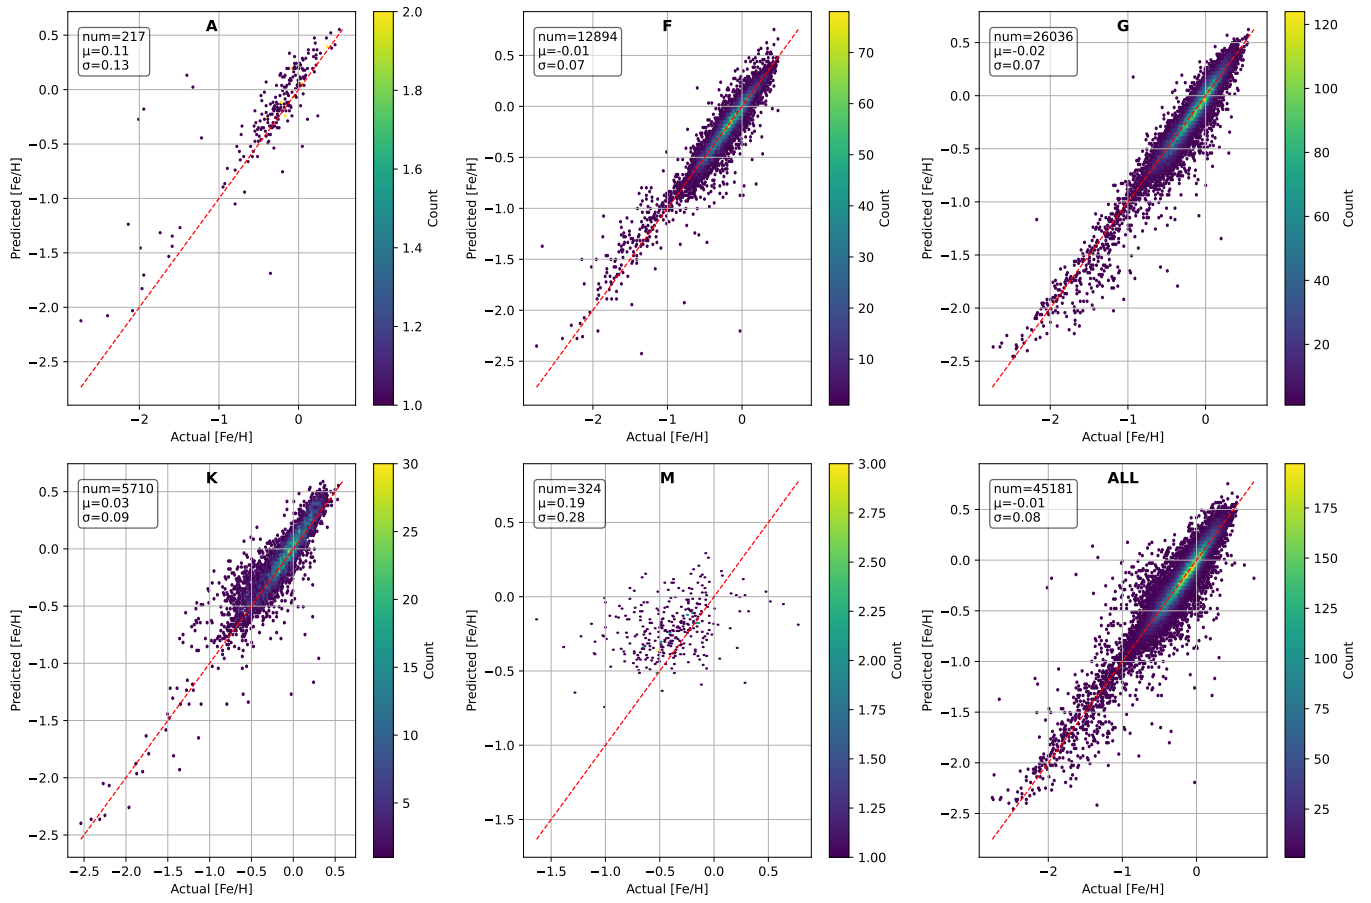 A
num=217
μ=0.11
σ=0.13
0.5
0.0
−0.5
−1.0
−1.5
−2.0
−2.5
Predicted [Fe/H]
−2
−1
0
Actual [Fe/H]
2.0
1.8
1.6
1.4
1.2
1.0
Count
F
num=12894
μ=-0.01
σ=0.07
0.5
0.0
−0.5
−1.0
−1.5
−2.0
−2.5
Predicted [Fe/H]
−2
−1
0
Actual [Fe/H]
70
60
50
40
30
20
10
Count
G
num=26036
μ=-0.02
σ=0.07
0.5
0.0
−0.5
−1.0
−1.5
−2.0
−2.5
Predicted [Fe/H]
−2
−1
0
Actual [Fe/H]
120
100
80
60
40
20
Count
K
num=5710
μ=0.03
σ=0.09
0.5
0.0
−0.5
−1.0
−1.5
−2.0
−2.5
Predicted [Fe/H]
−2.5
−2.0
−1.5
−1.0
−0.5
0.0
0.5
Actual [Fe/H]
30
25
20
15
10
5
Count
M
num=324
μ=0.19
σ=0.28
0.5
0.0
−0.5
−1.0
−1.5
Predicted [Fe/H]
−1.5
−1.0
−0.5
0.0
0.5
Actual [Fe/H]
3.00
2.75
2.50
2.25
2.00
1.75
1.50
1.25
1.00
Count
ALL
num=45181
μ=-0.01
σ=0.08
0.5
0.0
−0.5
−1.0
−1.5
−2.0
−2.5
Predicted [Fe/H]
−2
−1
0
Actual [Fe/H]
175
150
125
100
75
50
25
Count